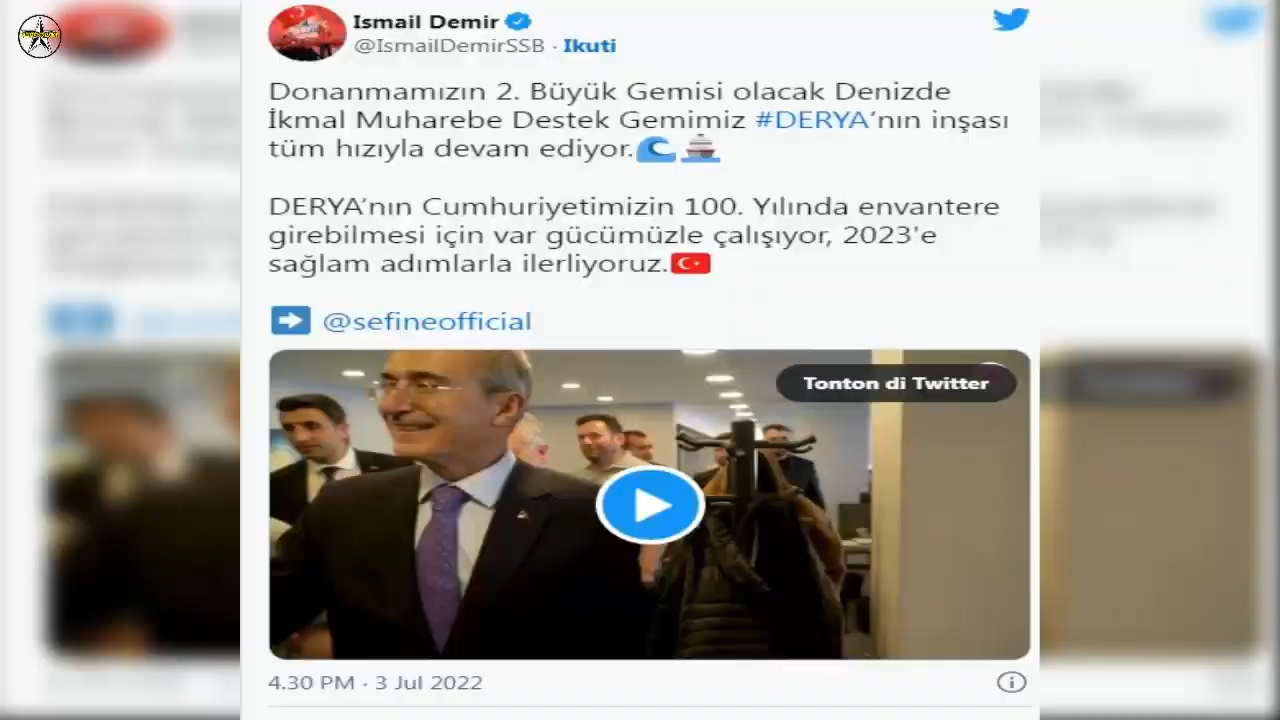 Ismail Demir
@IsmailDemirSSB · Ikuti
Donanmamızın 2. Büyük Gemisi olacak Denizde
İkmal Muharebe Destek Gemimiz #DERYA’nın inşası
tüm hızıyla devam ediyor.
DERYA’nın Cumhuriyetimizin 100. Yılında envantere
girebilmesi için var gücümüzle çalışıyor, 2023'e
sağlam adımlarla ilerliyoruz.
@sefineofficial
Tonton di Twitter
4.30 PM · 3 Jul 2022